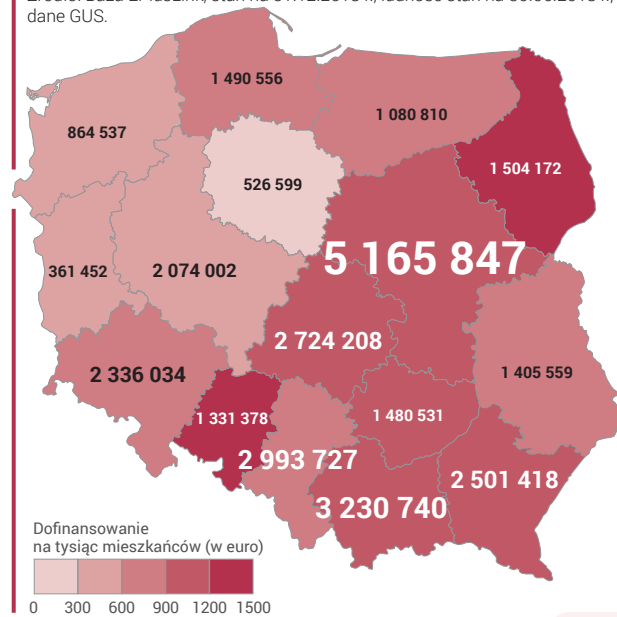 dane GUS.
1 490 556
1 080 810
864 537
1 504 172
526 599
5 165 847
361 452
2 074 002
2 724 208
2 336 034
1 405 559
1 331 378
1 480 531
2 993 727
2 501 418
3 230 740
Dofinansowanie
na tysiąc mieszkańców (w euro)
0 300 600 900 1200 1500